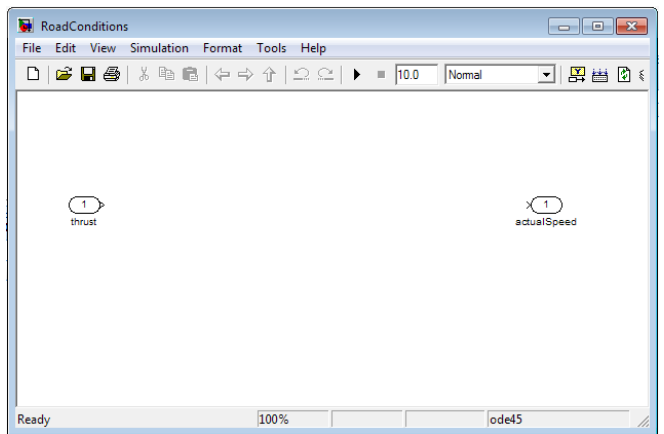 RoadConditions
File Edit View Simulation Format Tools Help
10.0 Normal
1 1
thrust actualSpeed
Ready 100% ode45